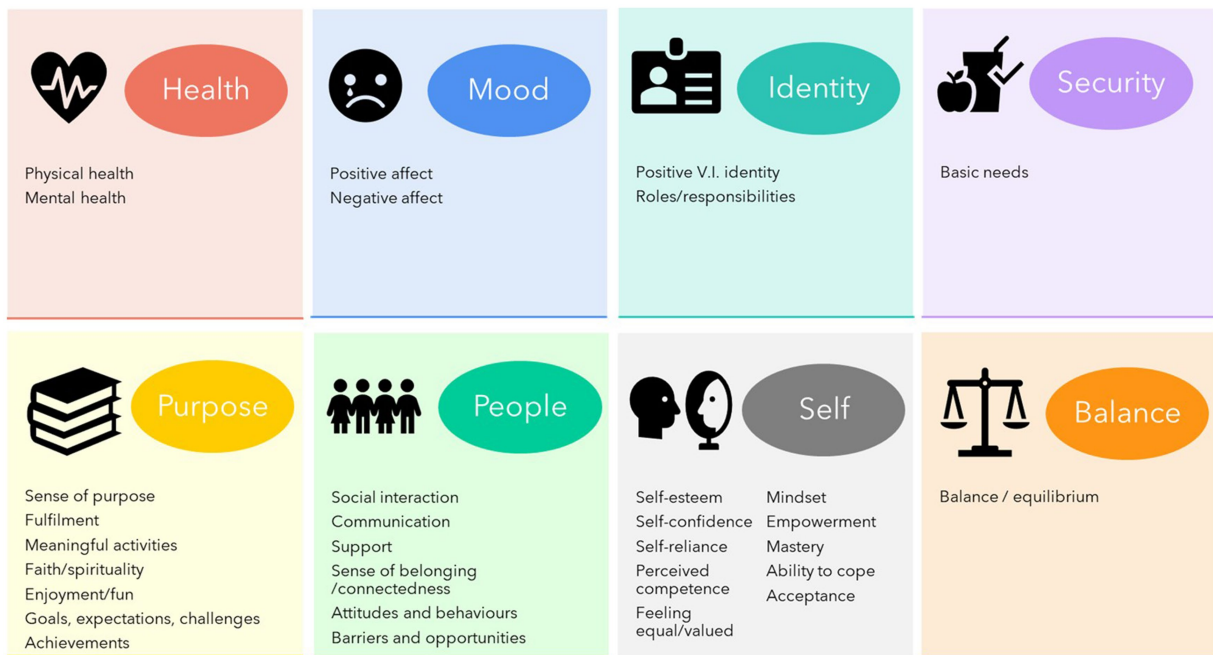 Health
Physical health
Mental health
Mood
Positive affect
Negative affect
Identity
Positive V.I. identity
Roles/responsibilities
Security
Basic needs
Purpose
Sense of purpose
Fulfilment
Meaningful activities
Faith/spirituality
Enjoyment/fun
Goals, expectations, challenges
Achievements
People
Social interaction
Communication
Support
Sense of belonging
/connectedness
Attitudes and behaviours
Barriers and opportunities
Self
Self-esteem
Self-confidence
Self-reliance
Perceived
competence
Feeling
equal/valued
Mindset
Empowerment
Mastery
Ability to cope
Acceptance
Balance
Balance / equilibrium